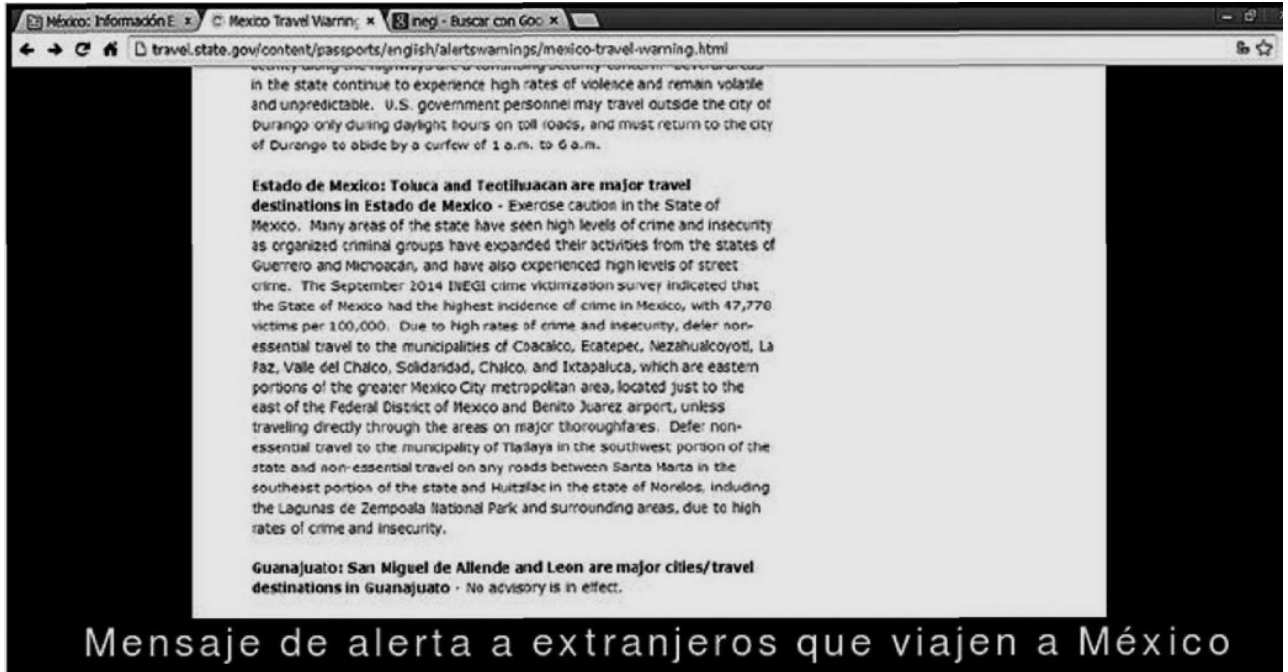 México: Información E
Mexico Travel Warning
inegi - Buscar con Goo
travel.state.gov/content/passports/english/alertswarnings/mexico-travel-warning.html
in the state continue to experience high rates of violence and remain volatile
and unpredictable. U.S. government personnel may travel outside the city of
Durango only during daylight hours on toll roads, and must return to the city
of Durango to abide by a curfew of 1 a.m. to 6 a.m.
Estado de Mexico: Toluca and Teotihuacan are major travel
destinations in Estado de Mexico - Exercise caution in the State of
Mexico. Many areas of the state have seen high levels of crime and insecurity
as organized criminal groups have expanded their activities from the states of
Guerrero and Michoacán, and have also experienced high levels of street
crime. The September 2014 INEGI crime victimization survey indicated that
the State of Mexico had the highest incidence of crime in Mexico, with 47,778
victims per 100,000. Due to high rates of crime and insecurity, defer non-
essential travel to the municipalities of Coacalco, Ecatepec, Nezahualcoyotl, La
Paz, Valle del Chalco, Solidaridad, Chalco, and Ixtapaluca, which are eastern
portions of the greater Mexico City metropolitan area, located just to the
east of the Federal District of Mexico and Benito Juarez airport, unless
traveling directly through the areas on major thoroughfares. Defer non-
essential travel to the municipality of Tlatlaya in the southwest portion of the
state and non-essential travel on any roads between Santa Marta in the
southeast portion of the state and Huitzilac in the state of Morelos, including
the Lagunas de Zempoala National Park and surrounding areas, due to high
rates of crime and insecurity.
Guanajuato: San Miguel de Allende and Leon are major cities/travel
destinations in Guanajuato - No advisory is in effect.
Mensaje de alerta a extranjeros que viajen a México